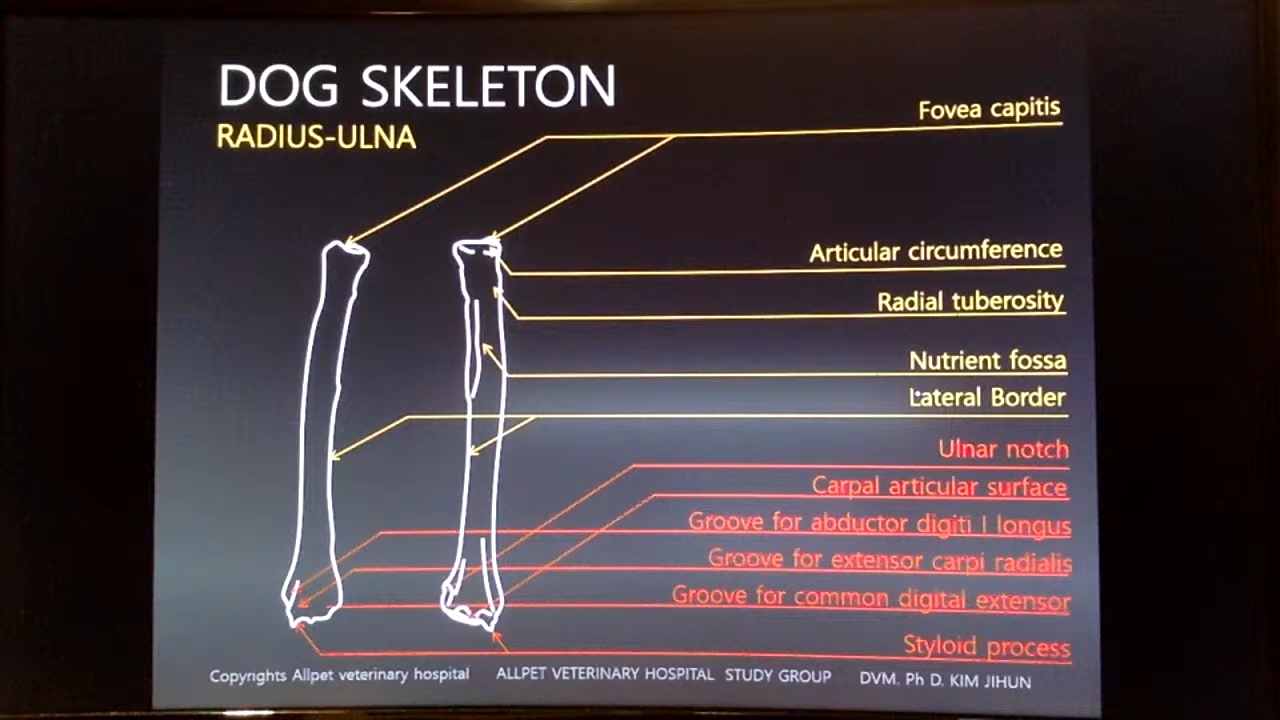 DOG SKELETON
RADIUS-ULNA
Fovea capitis
Articular circumference
Radial tuberosity
Nutrient fossa
Lateral Border
Ulnar notch
Carpal articular surface
Groove for abductor digiti I longus
Groove for extensor carpi radialis
Groove for common digital extensor
Styloid process
Copyrights Allpet veterinary hospital ALLPET VETERINARY HOSPITAL STUDY GROUP DVM. Ph D. KIM JIHUN